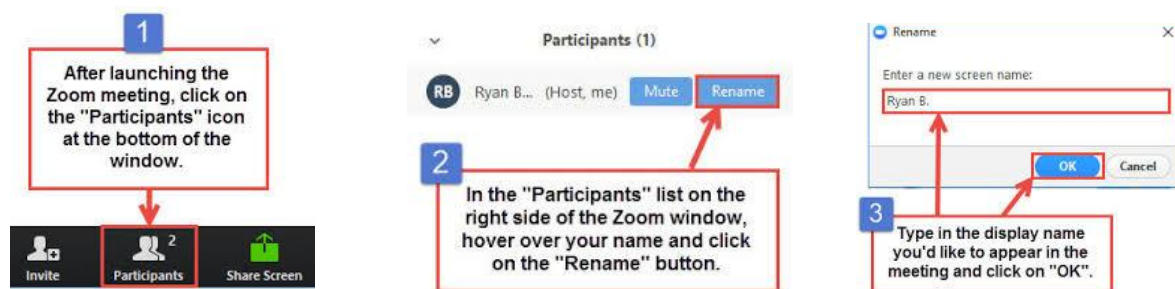 1
After launching the
Zoom meeting, click on
the "Participants" icon
at the bottom of the
window.
2
Invite
Participants
Share Screen
Participants (1)
RB
Ryan B... (Host, me)
Mute
Rename
2
In the "Participants" list on the
right side of the Zoom window,
hover over your name and click
on the "Rename" button.
Rename
Enter a new screen name:
Ryan B.
OK
Cancel
3
Type in the display name
you'd like to appear in the
meeting and click on "OK".